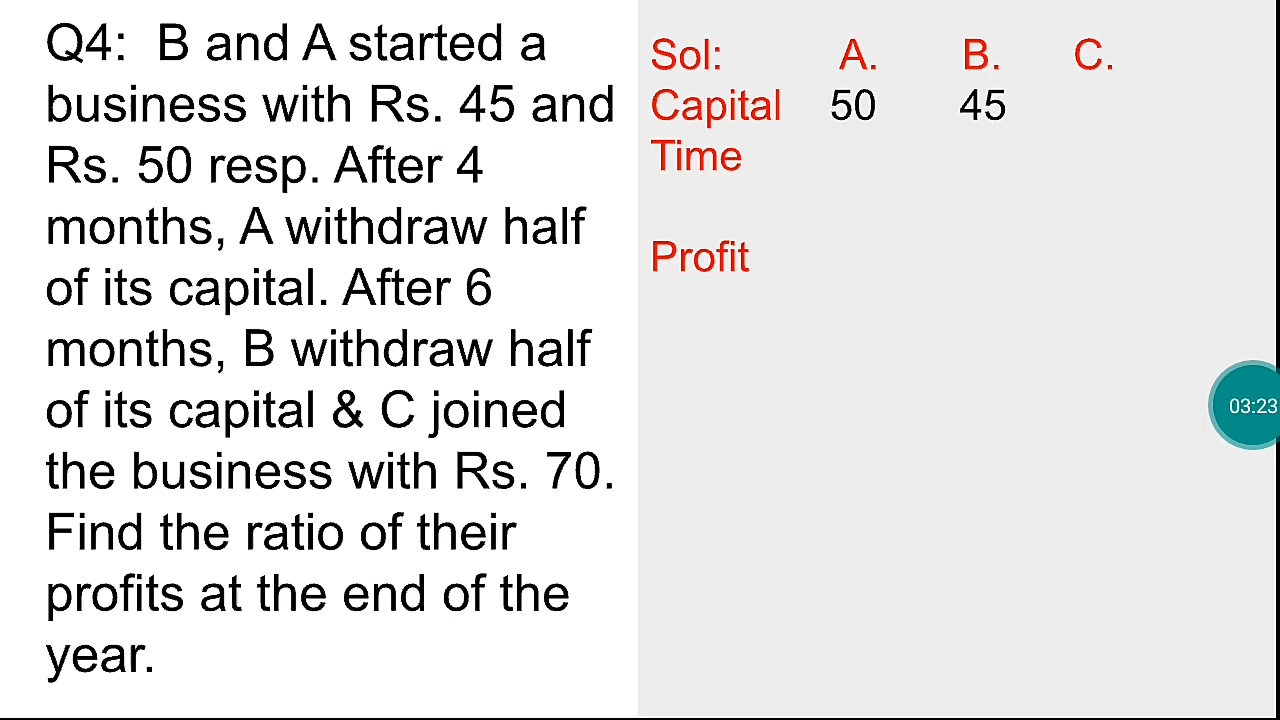 Q4: B and A started a
business with Rs. 45 and
Rs. 50 resp. After 4
months, A withdraw half
of its capital. After 6
months, B withdraw half
of its capital & C joined
the business with Rs. 70.
Find the ratio of their
profits at the end of the
year.
Sol: A. B. C.
Capital 50 45
Time
Profit
03:23